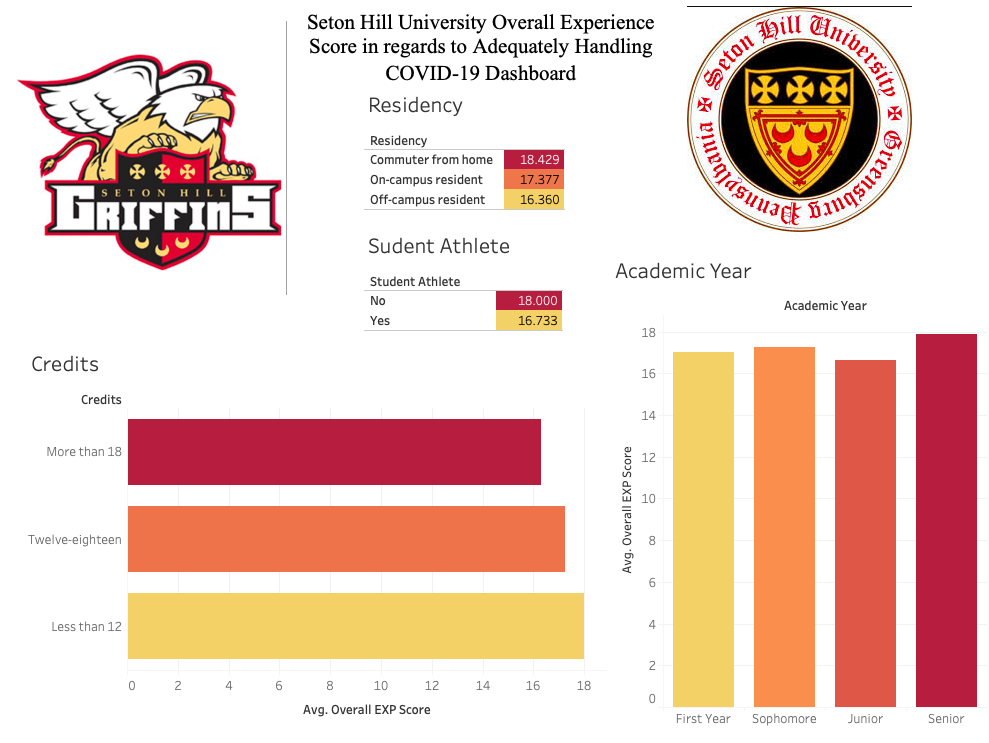 Seton Hill University Overall Experience
Score in regards to Adequately Handling
COVID-19 Dashboard
SETON HILL
GRIFFINS
Seton Hill University
Greensburg Pennsylvania
Residency
Residency
Commuter from home 18.429
On-campus resident 17.377
Off-campus resident 16.360
Sudent Athlete
Student Athlete
No 18.000
Yes 16.733
Credits
Credits
More than 18
Twelve-eighteen
Less than 12
0 2 4 6 8 10 12 14 16 18
Avg. Overall EXP Score
Academic Year
Academic Year
Avg. Overall EXP Score
18
16
14
12
10
8
6
4
2
0
First Year Sophomore Junior Senior